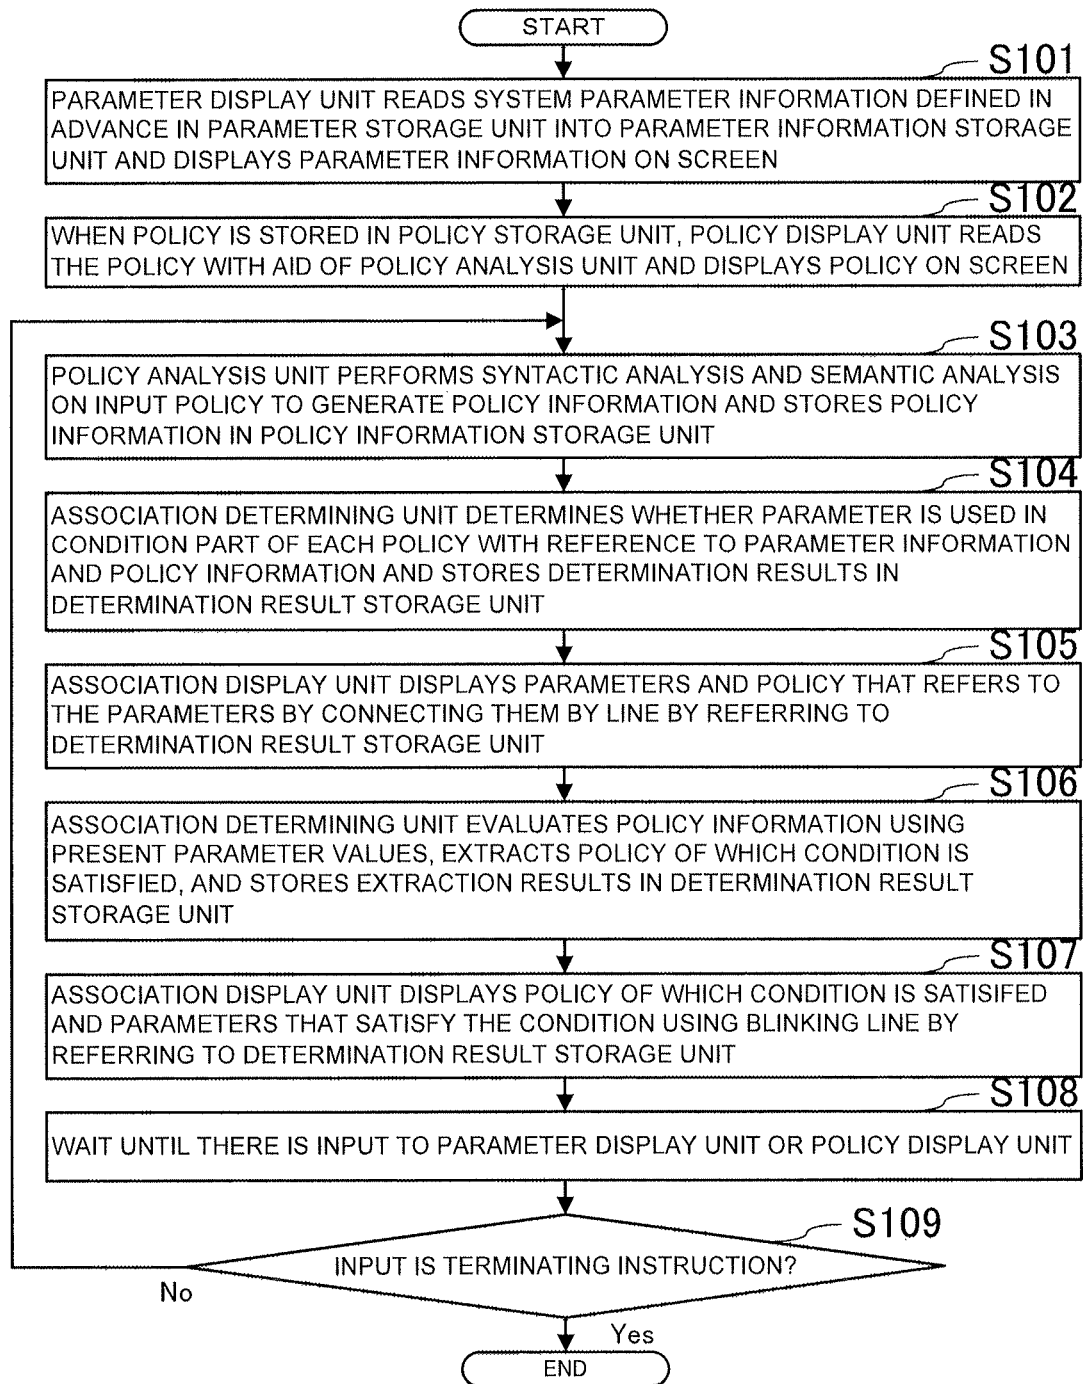 START
S101
PARAMETER DISPLAY UNIT READS SYSTEM PARAMETER INFORMATION DEFINED IN
ADVANCE IN PARAMETER STORAGE UNIT INTO PARAMETER INFORMATION STORAGE
UNIT AND DISPLAYS PARAMETER INFORMATION ON SCREEN
S102
WHEN POLICY IS STORED IN POLICY STORAGE UNIT, POLICY DISPLAY UNIT READS
THE POLICY WITH AID OF POLICY ANALYSIS UNIT AND DISPLAYS POLICY ON SCREEN
S103
POLICY ANALYSIS UNIT PERFORMS SYNTACTIC ANALYSIS AND SEMANTIC ANALYSIS
ON INPUT POLICY TO GENERATE POLICY INFORMATION AND STORES POLICY
INFORMATION IN POLICY INFORMATION STORAGE UNIT
S104
ASSOCIATION DETERMINING UNIT DETERMINES WHETHER PARAMETER IS USED IN
CONDITION PART OF EACH POLICY WITH REFERENCE TO PARAMETER INFORMATION
AND POLICY INFORMATION AND STORES DETERMINATION RESULTS IN
DETERMINATION RESULT STORAGE UNIT
S105
ASSOCIATION DISPLAY UNIT DISPLAYS PARAMETERS AND POLICY THAT REFERS TO
THE PARAMETERS BY CONNECTING THEM BY LINE BY REFERRING TO
DETERMINATION RESULT STORAGE UNIT
S106
ASSOCIATION DETERMINING UNIT EVALUATES POLICY INFORMATION USING
PRESENT PARAMETER VALUES, EXTRACTS POLICY OF WHICH CONDITION IS
SATISFIED, AND STORES EXTRACTION RESULTS IN DETERMINATION RESULT
STORAGE UNIT
S107
ASSOCIATION DISPLAY UNIT DISPLAYS POLICY OF WHICH CONDITION IS SATISIFED
AND PARAMETERS THAT SATISFY THE CONDITION USING BLINKING LINE BY
REFERRING TO DETERMINATION RESULT STORAGE UNIT
S108
WAIT UNTIL THERE IS INPUT TO PARAMETER DISPLAY UNIT OR POLICY DISPLAY UNIT
S109
INPUT IS TERMINATING INSTRUCTION?
No
Yes
END